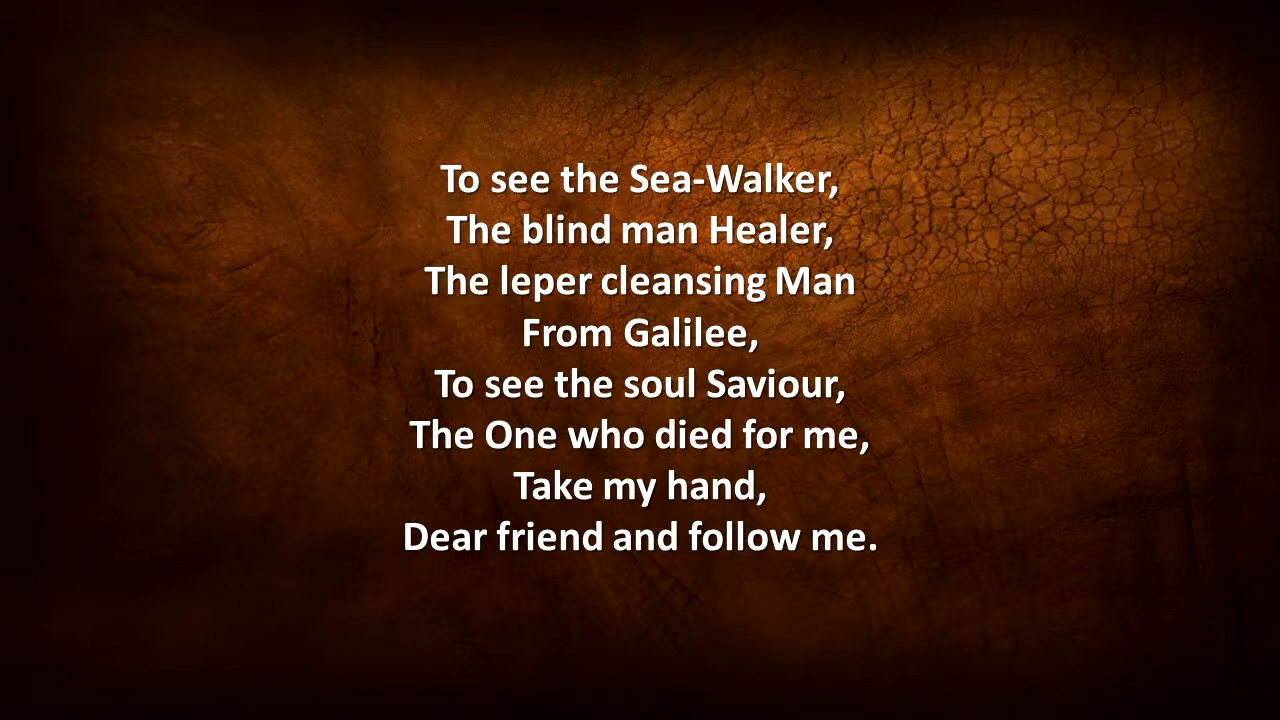 To see the Sea-Walker,
The blind man Healer,
The leper cleansing Man
From Galilee,
To see the soul Saviour,
The One who died for me,
Take my hand,
Dear friend and follow me.